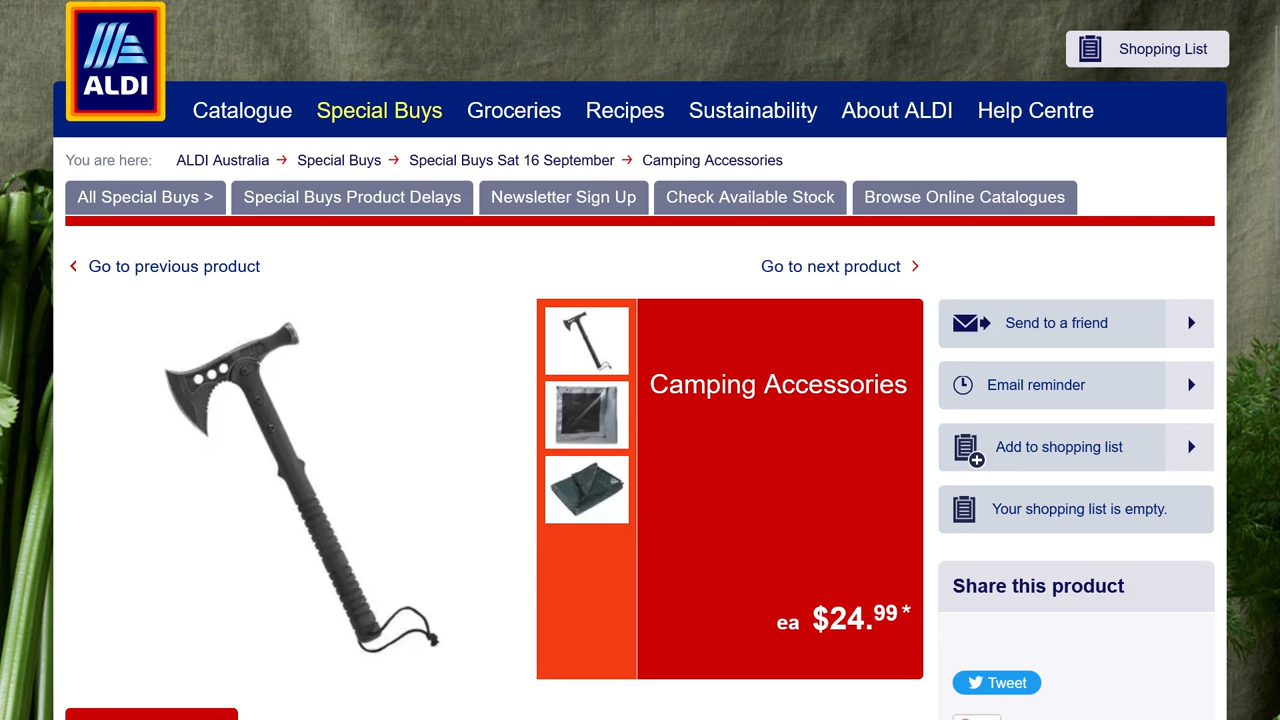 ALDI
Shopping List
Catalogue Special Buys Groceries Recipes Sustainability About ALDI Help Centre
You are here: ALDI Australia Special Buys Special Buys Sat 16 September Camping Accessories
All Special Buys > Special Buys Product Delays Newsletter Sign Up Check Available Stock Browse Online Catalogues
Go to previous product Go to next product
Camping Accessories
ea $24.99*
Send to a friend
Email reminder
Add to shopping list
Your shopping list is empty.
Share this product
Tweet